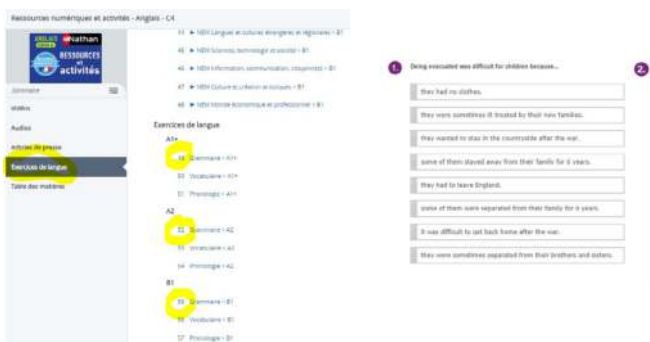 Ressources numériques et activités - Anglais - C4
ANGLAIS Nathan
RESSOURCES
et activités
Sommaire
Vidéos
Audios
Articles de presse
Exercices de langue
Table des matières
44 ▸ NEW Langues et cultures étrangères et régionales - B1
45 ▸ NEW Sciences, technologie et société - B1
46 ▸ NEW Information, communication, citoyenneté - B1
47 ▸ NEW Culture et création artistiques - B1
48 ▸ NEW Monde économique et professionnel - B1
Exercices de langue
A1+
49 Grammaire - A1+
50 Vocabulaire - A1+
51 Phonologie - A1+
A2
52 Grammaire - A2
53 Vocabulaire - A2
54 Phonologie - A2
B1
55 Grammaire - B1
56 Vocabulaire - B1
57 Phonologie - B1
1. Being evacuated was difficult for children because...
they had no clothes.
they were sometimes ill treated by their new families.
they wanted to stay in the countryside after the war.
some of them stayed away from their family for 6 years.
they had to leave England.
some of them were separated from their family for 6 years.
it was difficult to get back home after the war.
they were sometimes separated from their brothers and sisters.
2.